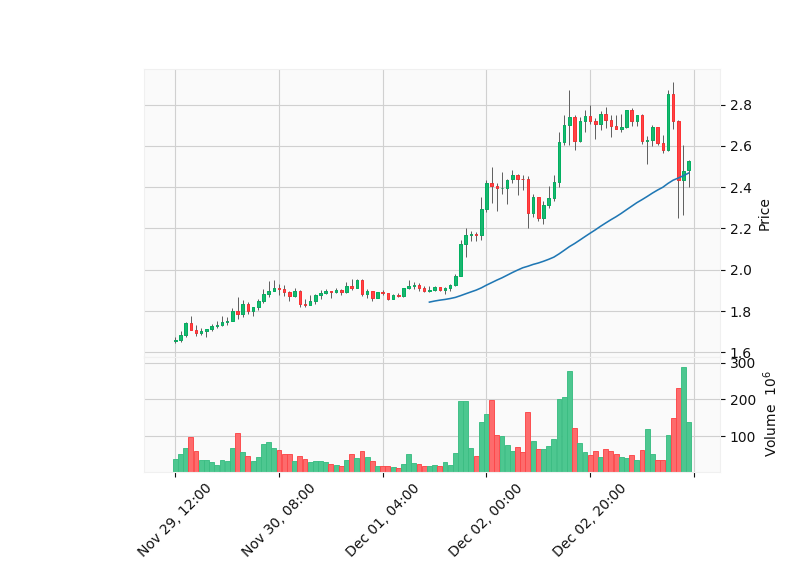 2.8
2.6
2.4
2.2
2.0
1.8
1.6
Price
300
200
100
Volume 10^6
Nov 29, 12:00
Nov 30, 08:00
Dec 01, 04:00
Dec 02, 00:00
Dec 02, 20:00